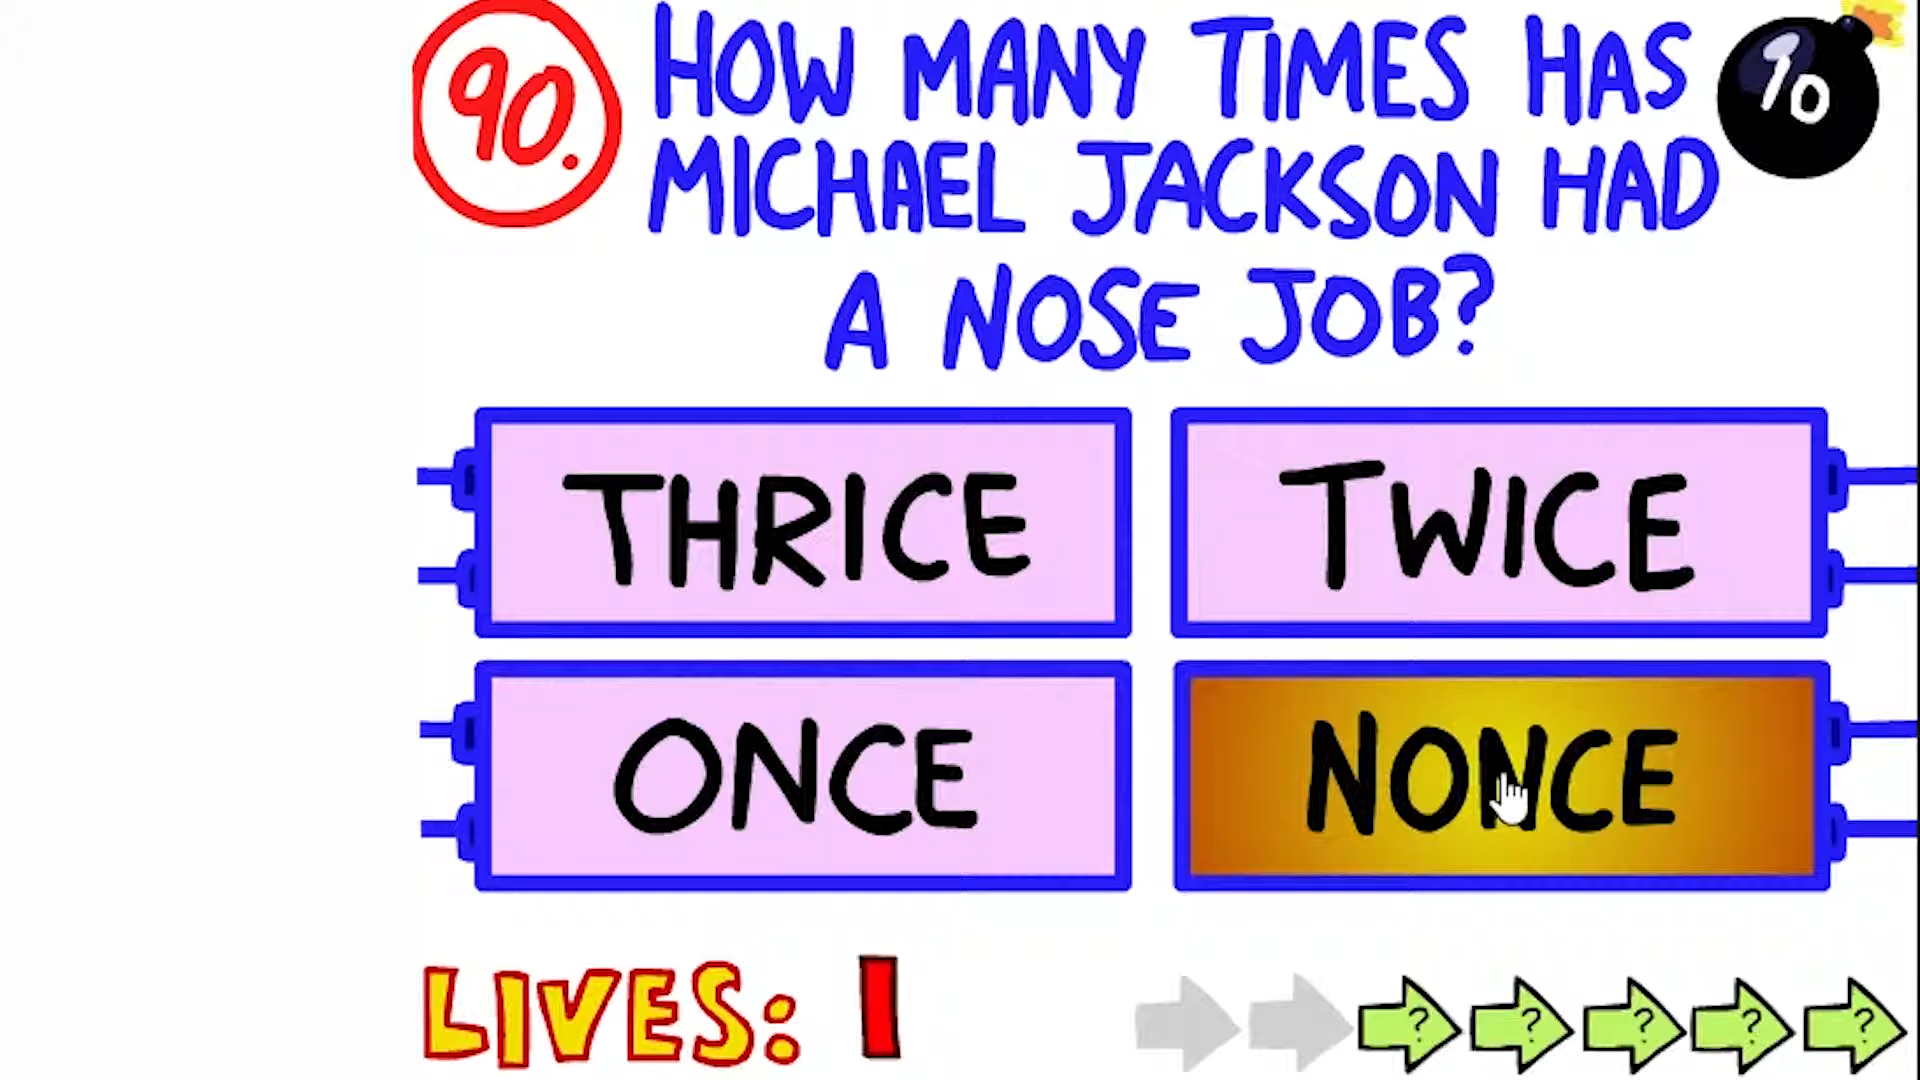 90. HOW MANY TIMES HAS
MICHAEL JACKSON HAD
A NOSE JOB?
10
THRICE
TWICE
ONCE
NONCE
LIVES: 1
? ? ? ? ?